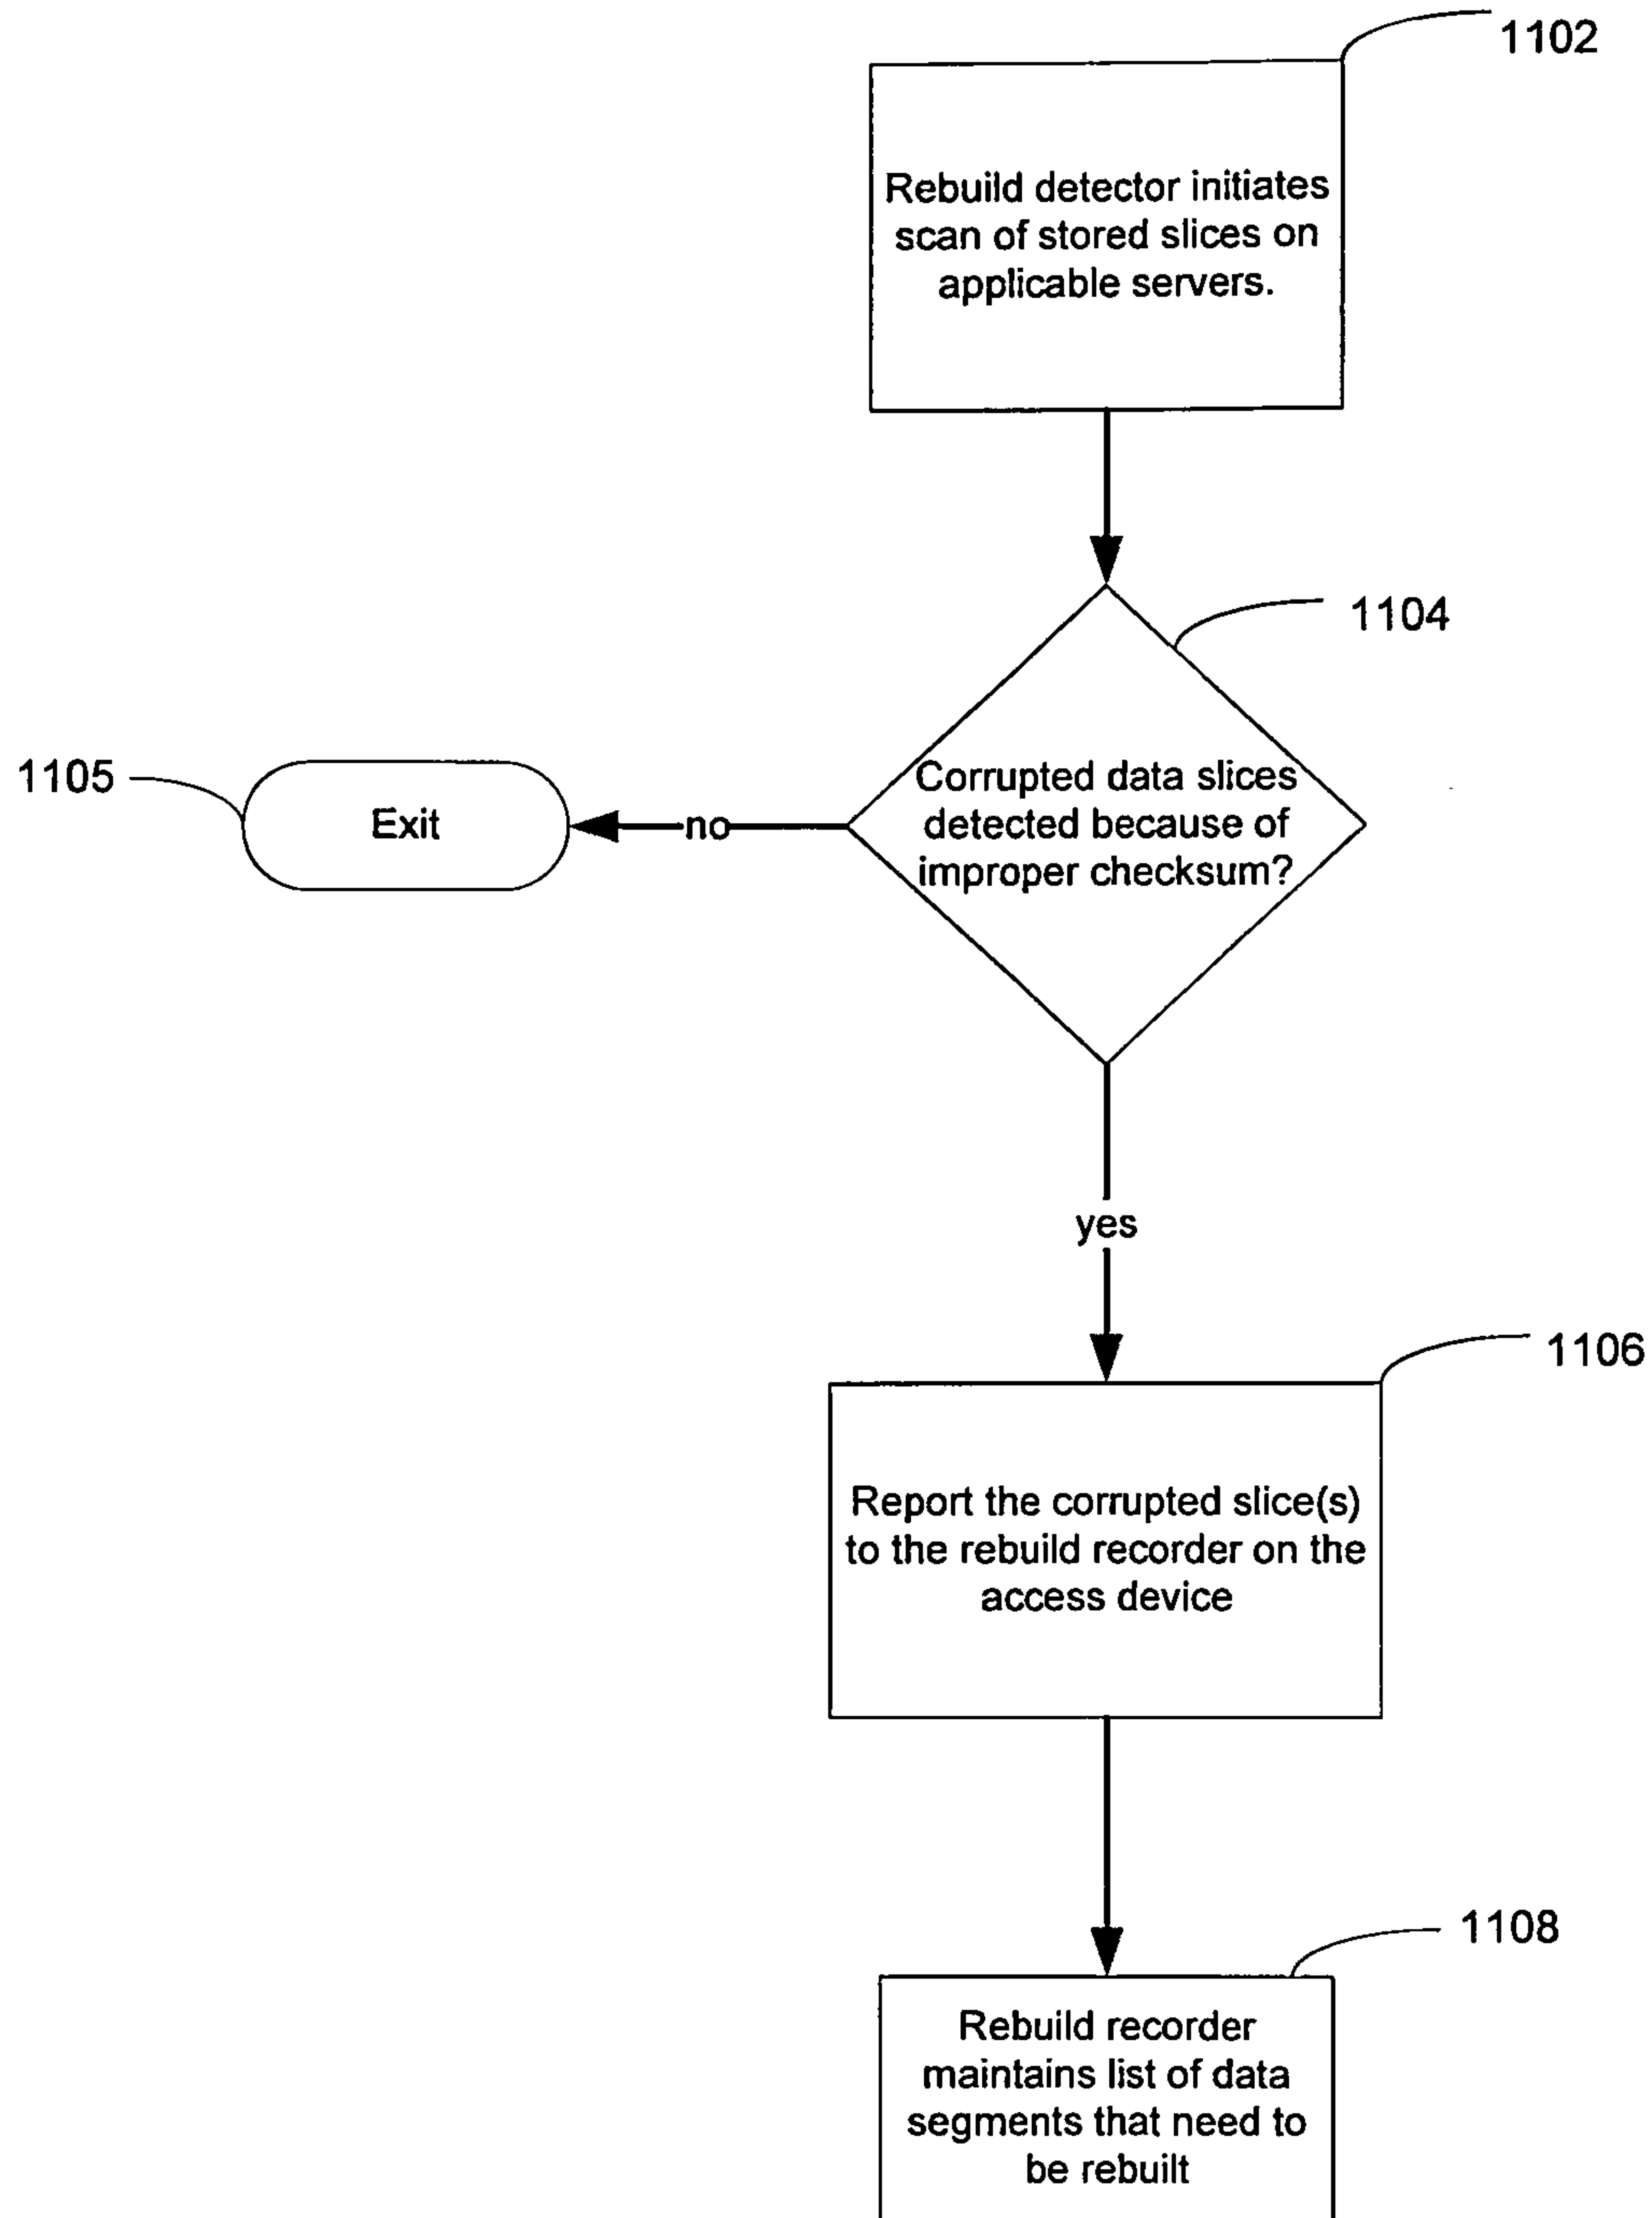 1102
Rebuild detector initiates
scan of stored slices on
applicable servers.
1104
Corrupted data slices
detected because of
improper checksum?
1105
Exit
no
yes
1106
Report the corrupted slice(s)
to the rebuild recorder on the
access device
1108
Rebuild recorder
maintains list of data
segments that need to
be rebuilt